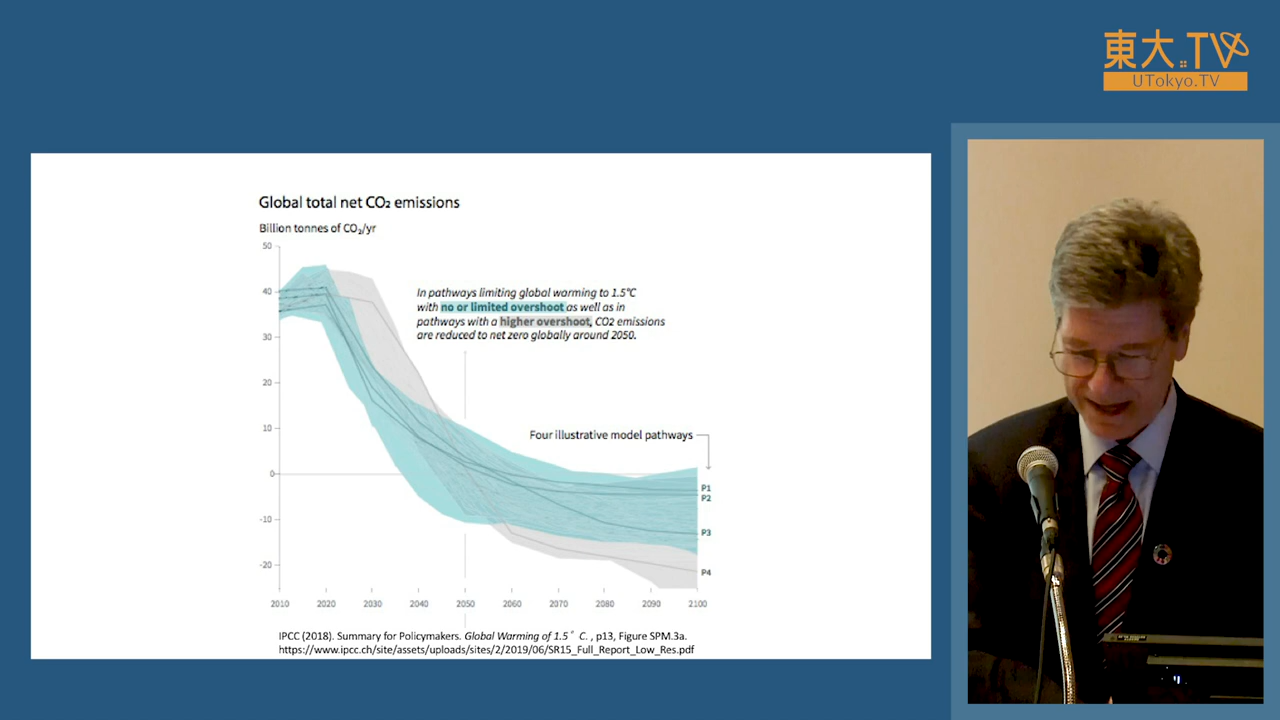 東大.TV
UTokyo.TV
Global total net CO₂ emissions
Billion tonnes of CO₂/yr
50
40
30
20
10
0
-10
-20
In pathways limiting global warming to 1.5°C
with no or limited overshoot as well as in
pathways with a higher overshoot, CO2 emissions
are reduced to net zero globally around 2050.
Four illustrative model pathways
P1
P2
P3
P4
2010 2020 2030 2040 2050 2060 2070 2080 2090 2100
IPCC (2018). Summary for Policymakers. Global Warming of 1.5° C. , p13, Figure SPM.3a.
https://www.ipcc.ch/site/assets/uploads/sites/2/2019/06/SR15_Full_Report_Low_Res.pdf